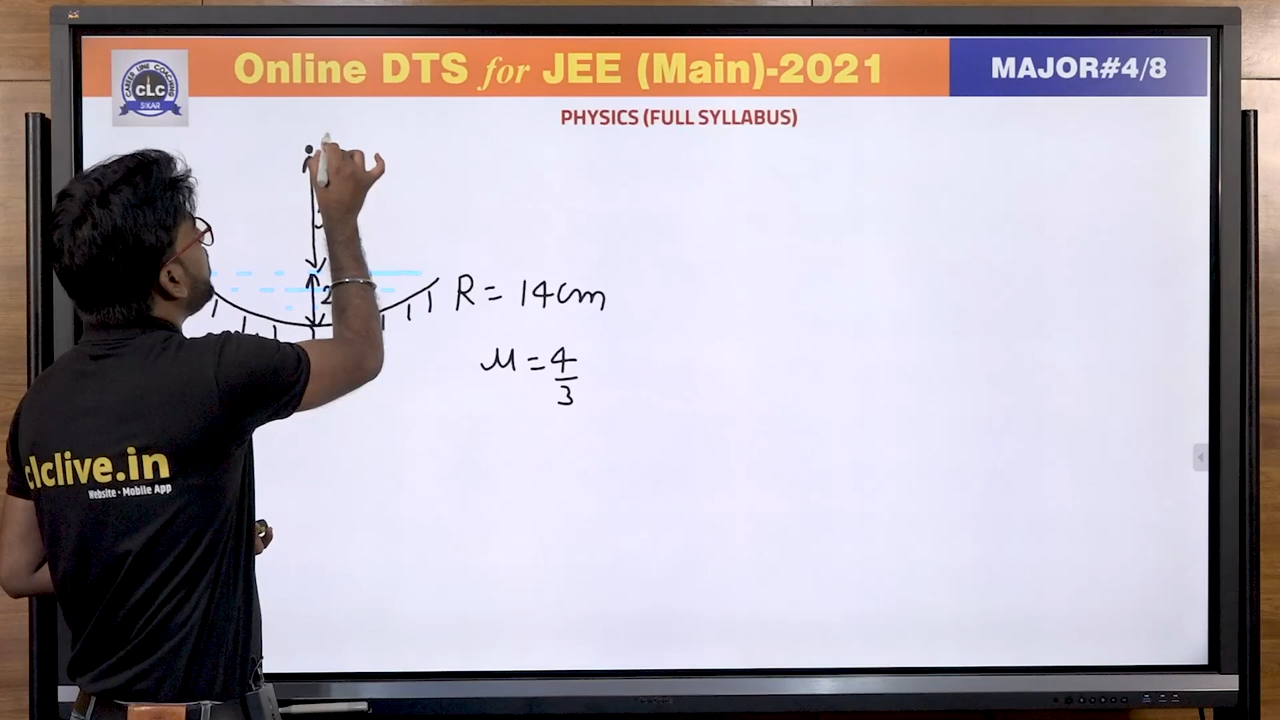 Online DTS for JEE (Main)-2021
MAJOR#4/8
CAREER LINE COACHING
CLC
SIKAR
PHYSICS (FULL SYLLABUS)
2
R = 14cm
μ = 4/3
clclive.in
Website · Mobile App